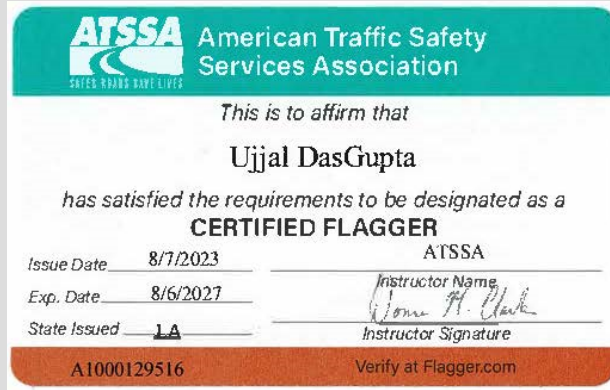 ATSSA
SAFER ROADS SAVE LIVES
American Traffic Safety
Services Association
This is to affirm that
Ujjal DasGupta
has satisfied the requirements to be designated as a
CERTIFIED FLAGGER
Issue Date 8/7/2023
ATSSA
Instructor Name
Exp. Date 8/6/2027
State Issued LA
Instructor Signature
A1000129516
Verify at Flagger.com